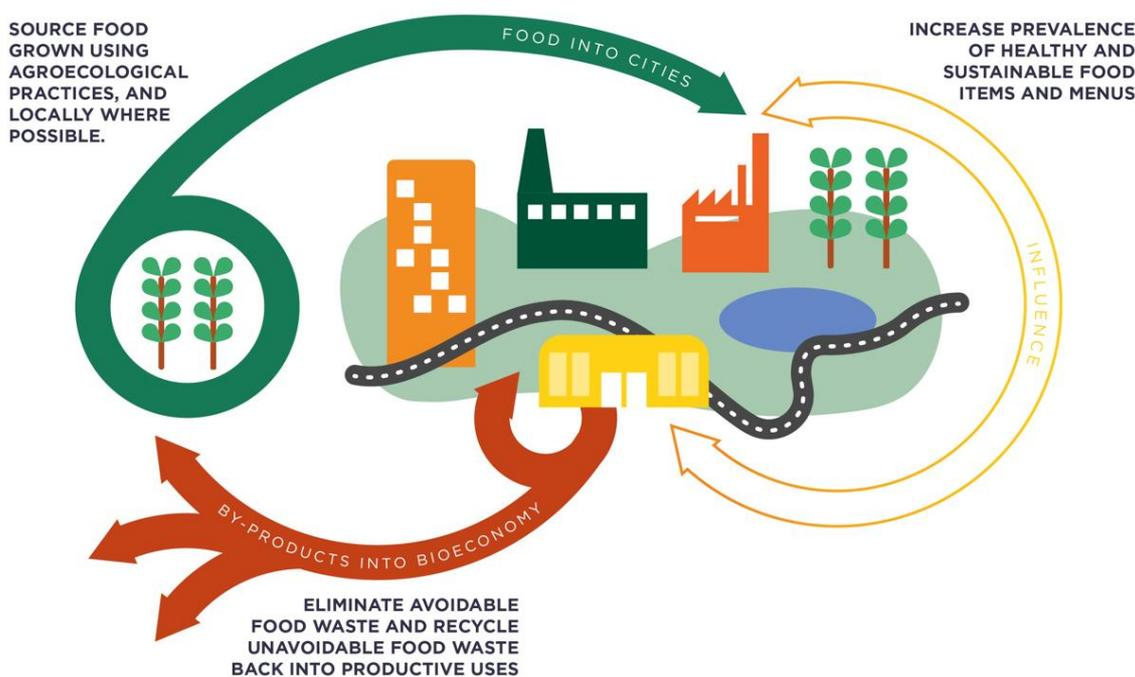 SOURCE FOOD
GROWN USING
AGROECOLOGICAL
PRACTICES, AND
LOCALLY WHERE
POSSIBLE.
FOOD INTO CITIES
INCREASE PREVALENCE
OF HEALTHY AND
SUSTAINABLE FOOD
ITEMS AND MENUS
INFLUENCE
BY-PRODUCTS INTO BIOECONOMY
ELIMINATE AVOIDABLE
FOOD WASTE AND RECYCLE
UNAVOIDABLE FOOD WASTE
BACK INTO PRODUCTIVE USES